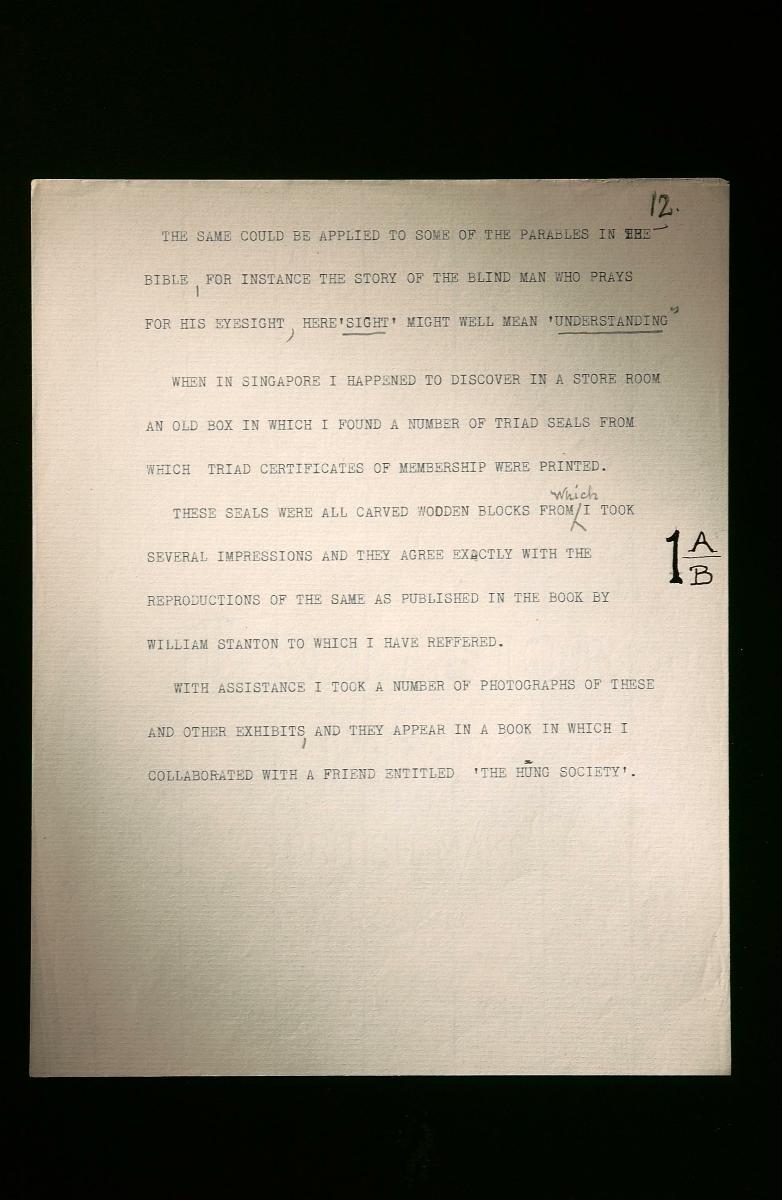 12.
THE SAME COULD BE APPLIED TO SOME OF THE PARABLES IN THE
BIBLE, FOR INSTANCE THE STORY OF THE BLIND MAN WHO PRAYS
FOR HIS EYESIGHT, HERE'SIGHT' MIGHT WELL MEAN 'UNDERSTANDING"
WHEN IN SINGAPORE I HAPPENED TO DISCOVER IN A STORE ROOM
AN OLD BOX IN WHICH I FOUND A NUMBER OF TRIAD SEALS FROM
WHICH TRIAD CERTIFICATES OF MEMBERSHIP WERE PRINTED.
THESE SEALS WERE ALL CARVED WODDEN BLOCKS FROM which I TOOK
1 A/B
SEVERAL IMPRESSIONS AND THEY AGREE EXACTLY WITH THE
REPRODUCTIONS OF THE SAME AS PUBLISHED IN THE BOOK BY
WILLIAM STANTON TO WHICH I HAVE REFFERED.
WITH ASSISTANCE I TOOK A NUMBER OF PHOTOGRAPHS OF THESE
AND OTHER EXHIBITS, AND THEY APPEAR IN A BOOK IN WHICH I
COLLABORATED WITH A FRIEND ENTITLED 'THE HŬNG SOCIETY'.